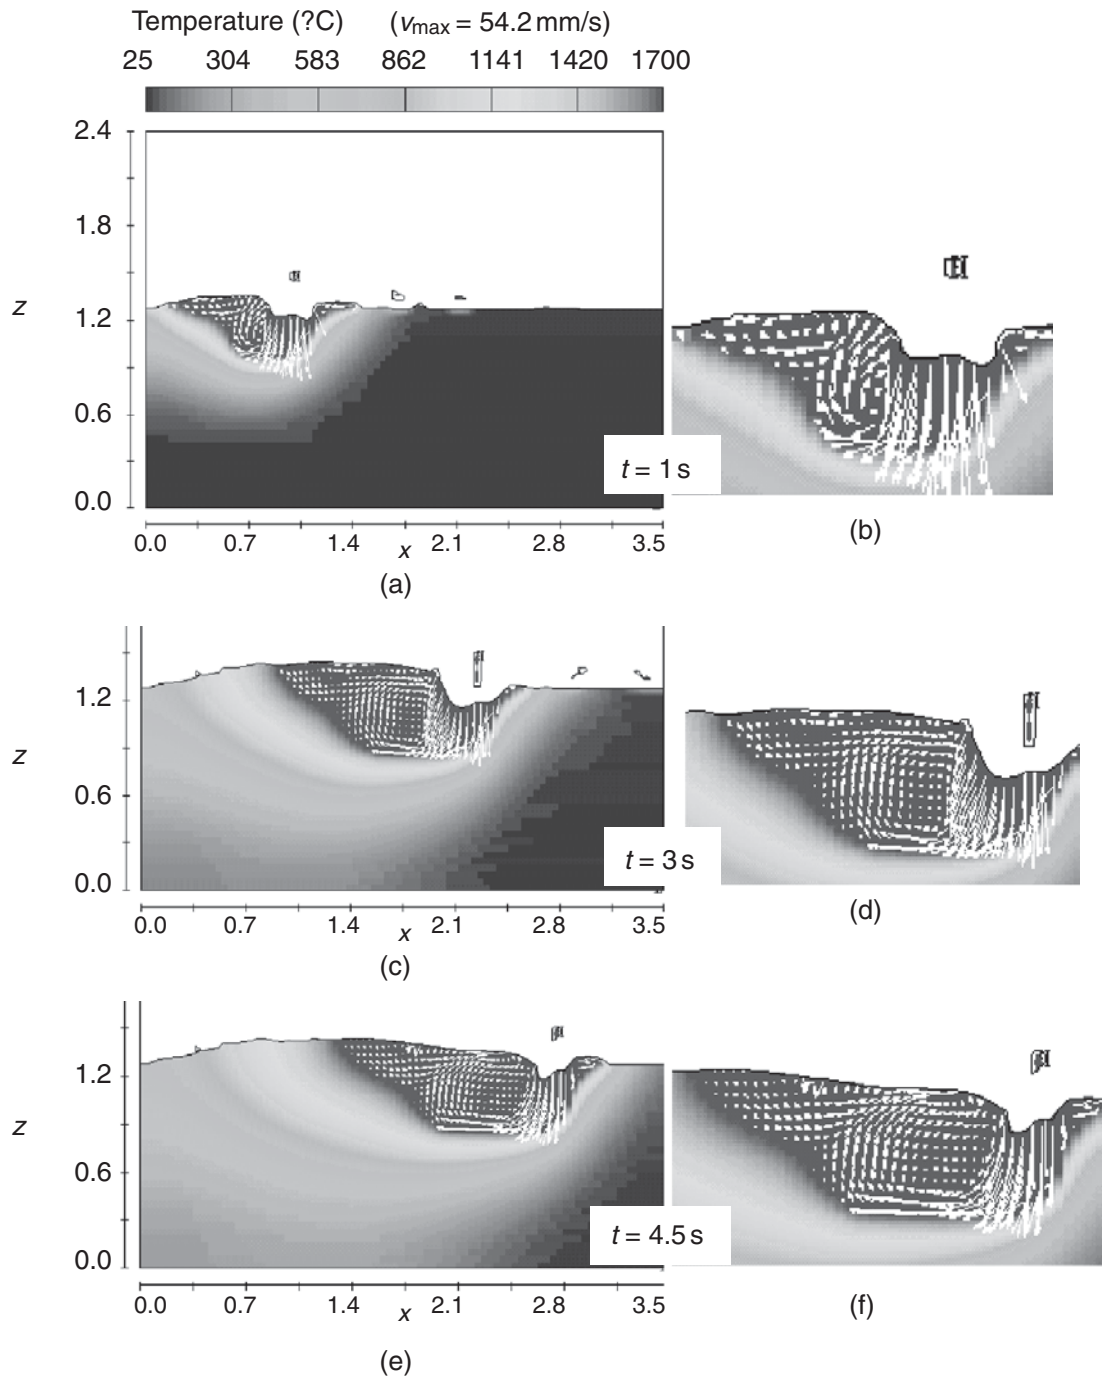 Temperature (?C) (vmax = 54.2 mm/s)
25 304 583 862 1141 1420 1700
2.4
1.8
z
1.2
0.6
0.0
t = 1 s
0.0 0.7 1.4 x 2.1 2.8 3.5
(a)
(b)
1.2
z
0.6
0.0
t = 3 s
0.0 0.7 1.4 x 2.1 2.8 3.5
(c)
(d)
1.2
z
0.6
0.0
t = 4.5 s
0.0 0.7 1.4 x 2.1 2.8 3.5
(e)
(f)